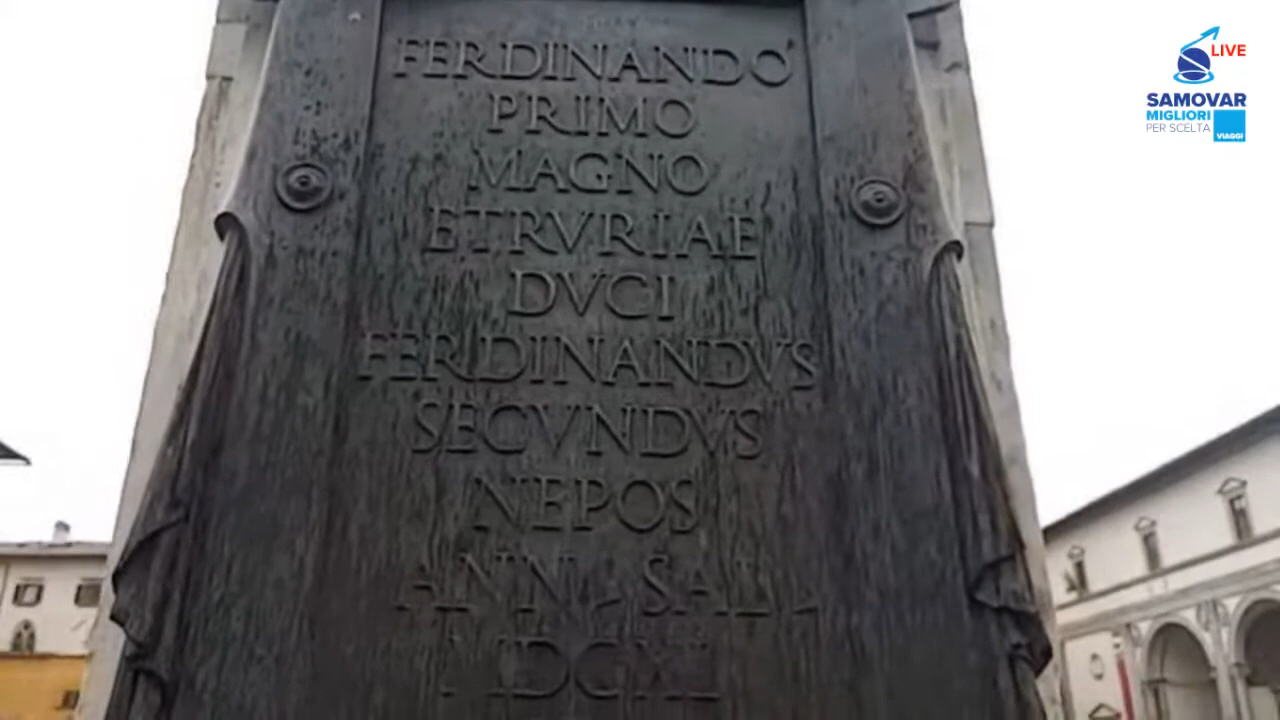 FERDINANDO
PRIMO
MAGNO
ETRVRIAE
DVCI
FERDINANDVS
SECVNDVS
NEPOS
ANN. SAL.
MDCXL
LIVE
SAMOVAR
MIGLIORI
PER SCELTA
VIAGGI